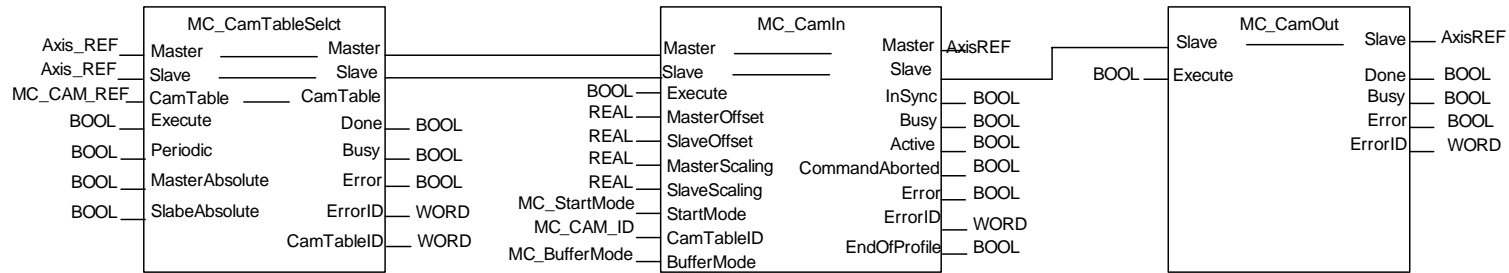 MC_CamTableSelct
Axis_REF Master Master
Axis_REF Slave Slave
MC_CAM_REF CamTable CamTable
BOOL Execute Done BOOL
BOOL Periodic Busy BOOL
BOOL MasterAbsolute Error BOOL
BOOL SlabeAbsolute ErrorID WORD
CamTableID WORD
MC_CamIn
Master Master AxisREF
Slave Slave
BOOL Execute InSync BOOL
REAL MasterOffset Busy BOOL
REAL SlaveOffset Active BOOL
REAL MasterScaling CommandAborted BOOL
REAL SlaveScaling Error BOOL
MC_StartMode StartMode ErrorID WORD
MC_CAM_ID CamTableID EndOfProfile BOOL
MC_BufferMode BufferMode
MC_CamOut
Slave Slave AxisREF
BOOL Execute Done BOOL
Busy BOOL
Error BOOL
ErrorID WORD